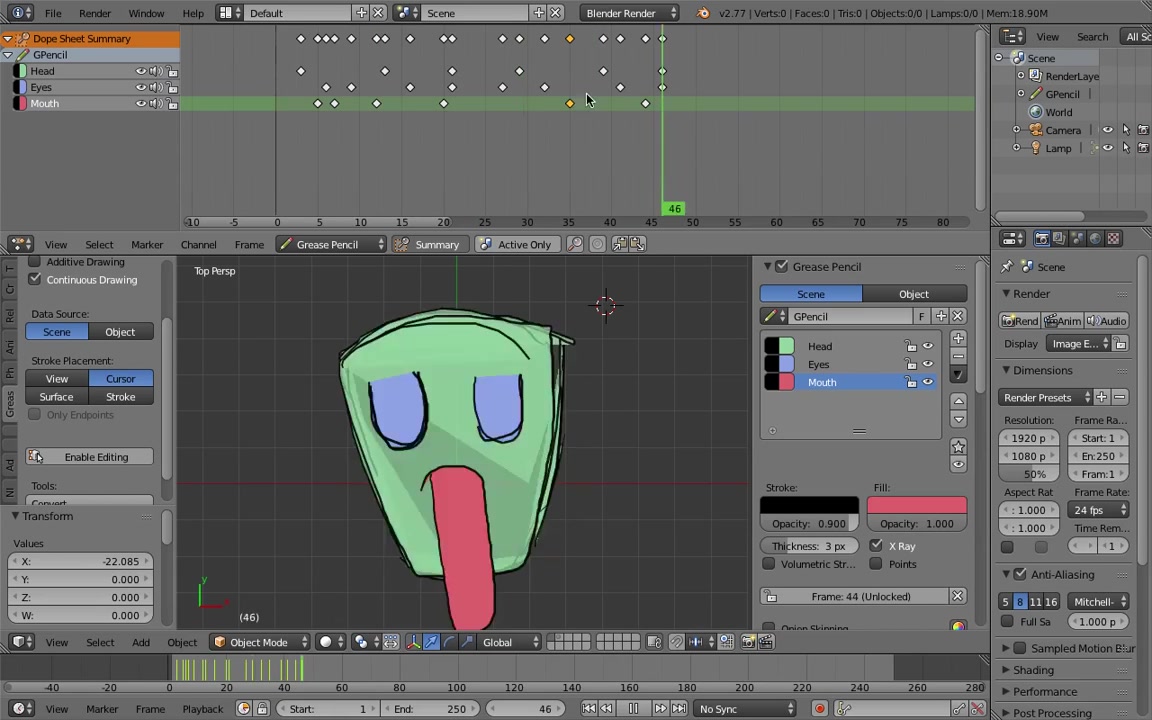 File Render Window Help Default Scene Blender Render v2.77 | Verts:0 | Faces:0 | Tris:0 | Objects:0/0 | Lamps:0/0 | Mem:18.90M
Dope Sheet Summary
GPencil
Head
Eyes
Mouth
-10 -5 0 5 10 15 20 25 30 35 40 45 50 55 60 65 70 75 80
46
View Select Marker Channel Frame Grease Pencil Summary Active Only
View Search All Sc
Scene
RenderLaye
GPencil
World
Camera
Lamp
T
Cr
Rel
Ani
Ph
Greas
Ad
NI
Additive Drawing
Continuous Drawing
Data Source:
Scene Object
Stroke Placement:
View Cursor
Surface Stroke
Only Endpoints
Enable Editing
Tools:
Convert
Transform
Values
X: -22.085
Y: 0.000
Z: 0.000
W: 0.000
Top Persp
y
(46)
Grease Pencil
Scene Object
GPencil F
Head
Eyes
Mouth
Stroke: Fill:
Opacity: 0.900 Opacity: 1.000
Thickness: 3 px X Ray
Volumetric Str... Points
Frame: 44 (Unlocked)
Onion Skinning
Scene
Render
Rend Anim Audio
Display Image E...
Dimensions
Render Presets
Resolution: Frame Ra...
1920 p Start: 1
1080 p En:250
50% Fram:1
Aspect Rat Frame Rate:
: 1.000 24 fps
: 1.000 Time Rem...
1
Anti-Aliasing
5 8 11 16 Mitchell-
Full Sa 1.000 p
Sampled Motion Blur
Shading
Performance
Post Processing
View Select Add Object Object Mode Global
-40 -20 0 20 40 60 80 100 120 140 160 180 200 220 240 260 280
View Marker Frame Playback Start: 1 End: 250 46 No Sync